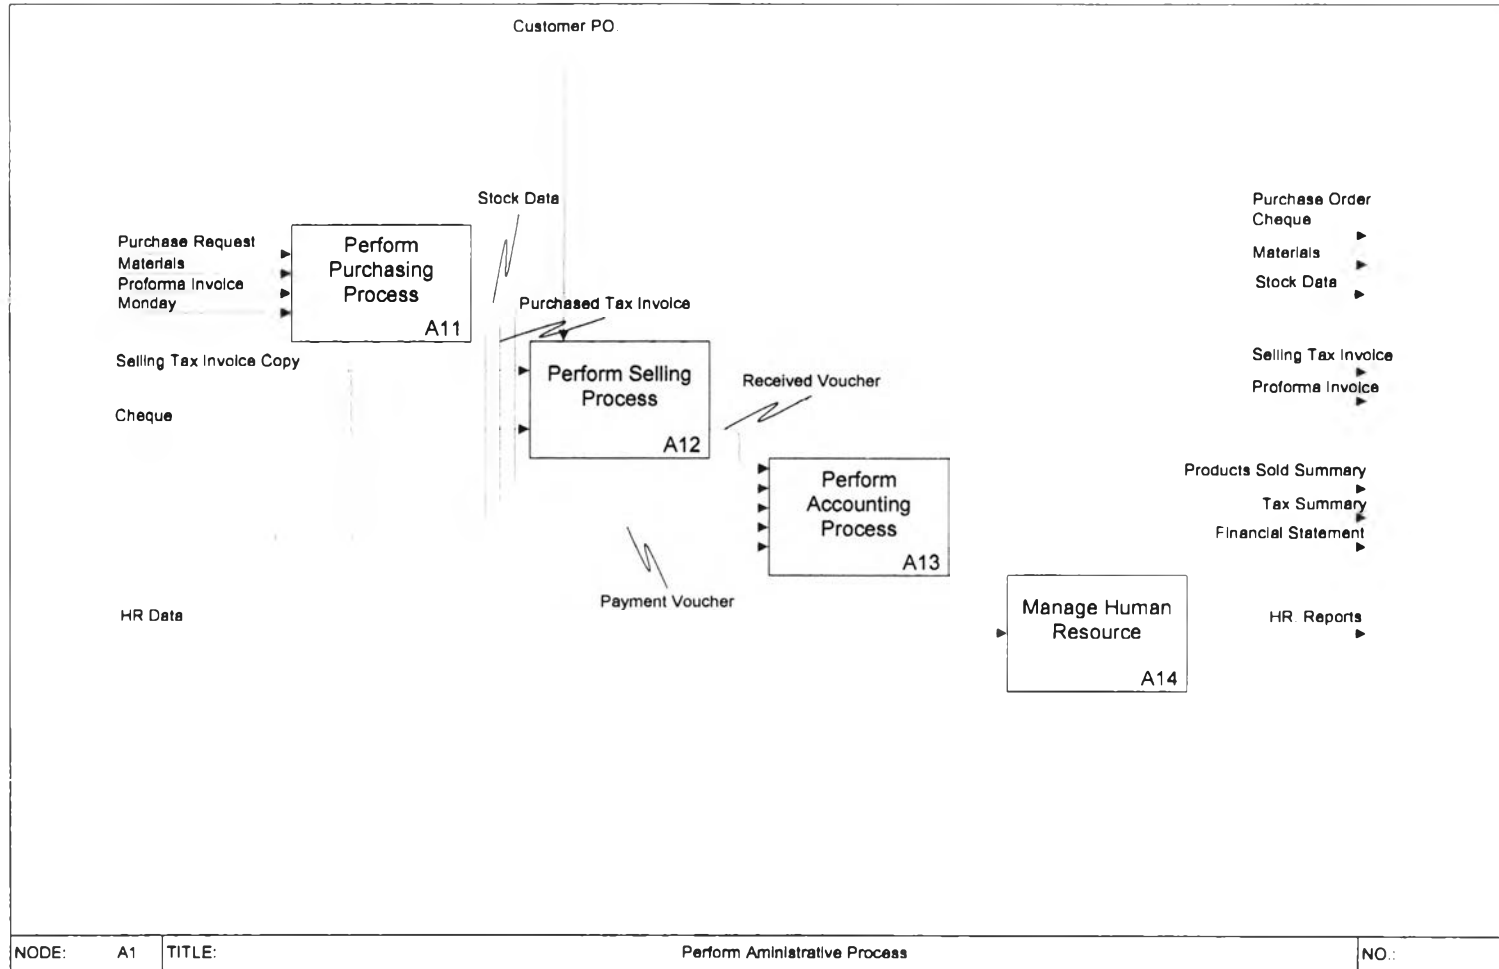 Customer PO.
Stock Data
Purchase Order
Cheque
Purchase Request
Materials
Proforma Invoice
Monday
Perform
Purchasing
Process
A11
Materials
Stock Data
Purchased Tax Invoice
Selling Tax Invoice Copy
Cheque
Perform Selling
Process
A12
Received Voucher
Selling Tax Invoice
Proforma Invoice
Perform
Accounting
Process
A13
Products Sold Summary
Tax Summary
Financial Statement
Payment Voucher
HR Data
Manage Human
Resource
A14
HR. Reports
NODE: A1 TITLE: Perform Aministrative Process NO.: